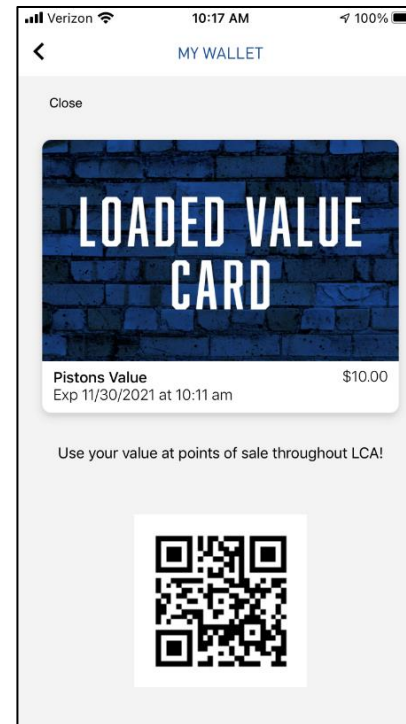 Verizon 10:17 AM 100%
MY WALLET
Close
LOADED VALUE
CARD
Pistons Value $10.00
Exp 11/30/2021 at 10:11 am
Use your value at points of sale throughout LCA!